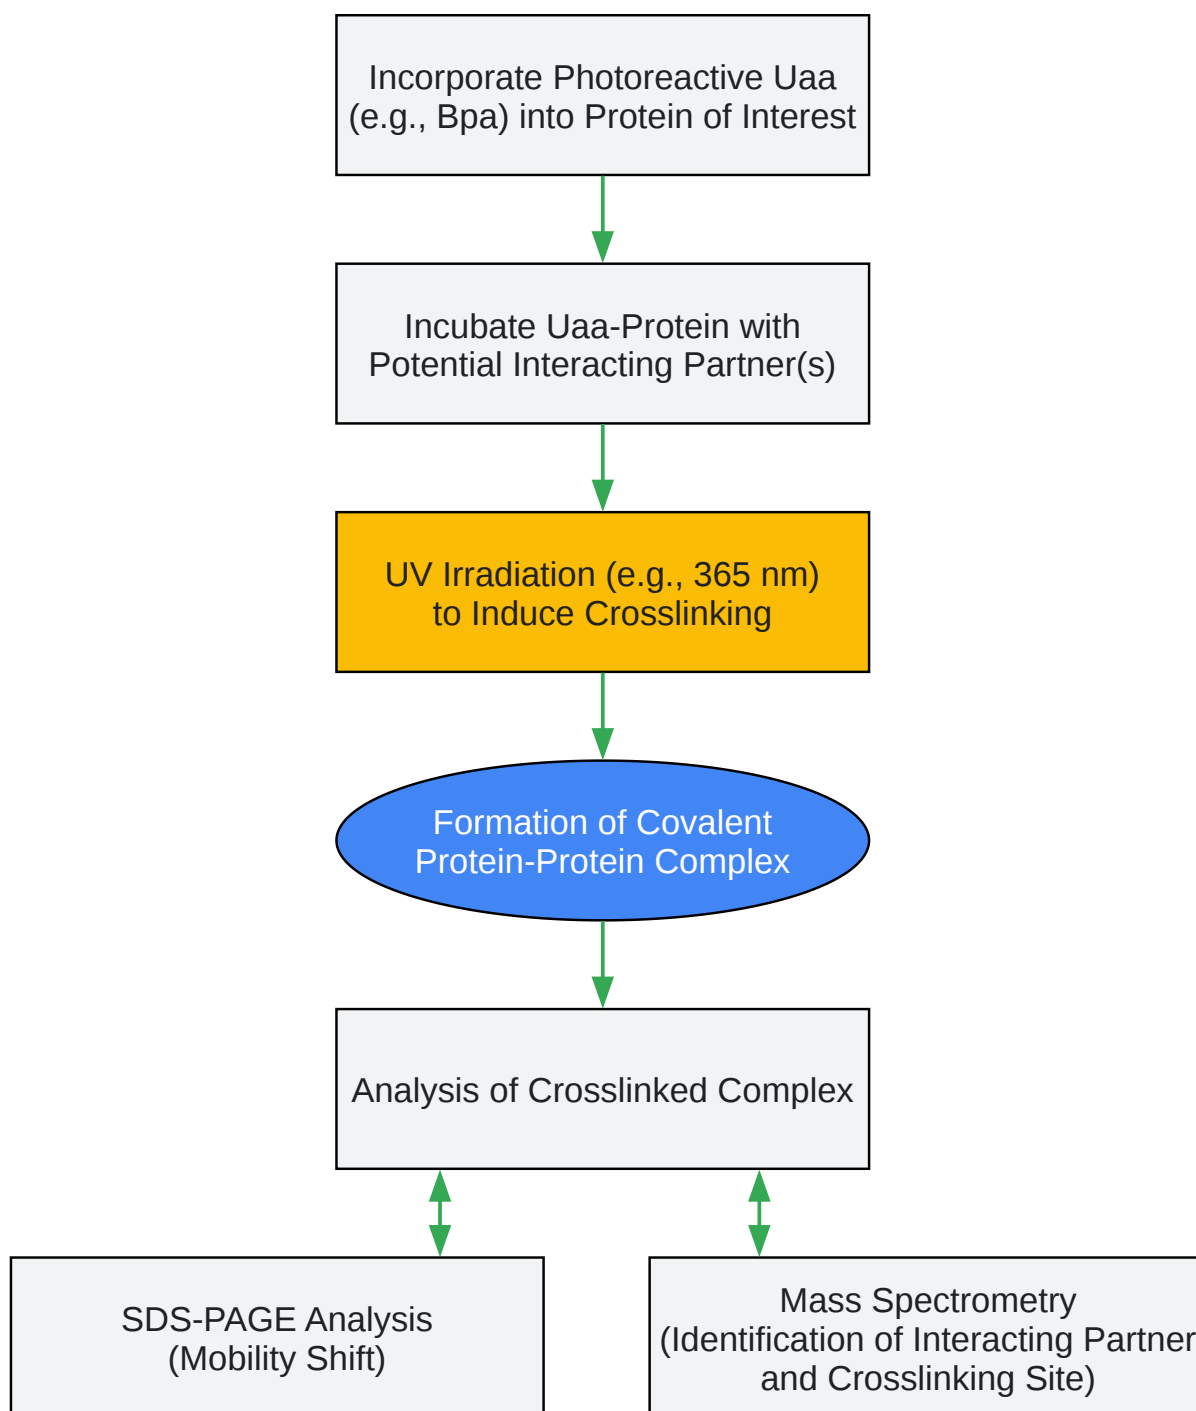 Incorporate Photoreactive Uaa
(e.g., Bpa) into Protein of Interest
Incubate Uaa-Protein with
Potential Interacting Partner(s)
UV Irradiation (e.g., 365 nm)
to Induce Crosslinking
Formation of Covalent
Protein-Protein Complex
Analysis of Crosslinked Complex
SDS-PAGE Analysis
(Mobility Shift)
Mass Spectrometry
(Identification of Interacting Partner
and Crosslinking Site)